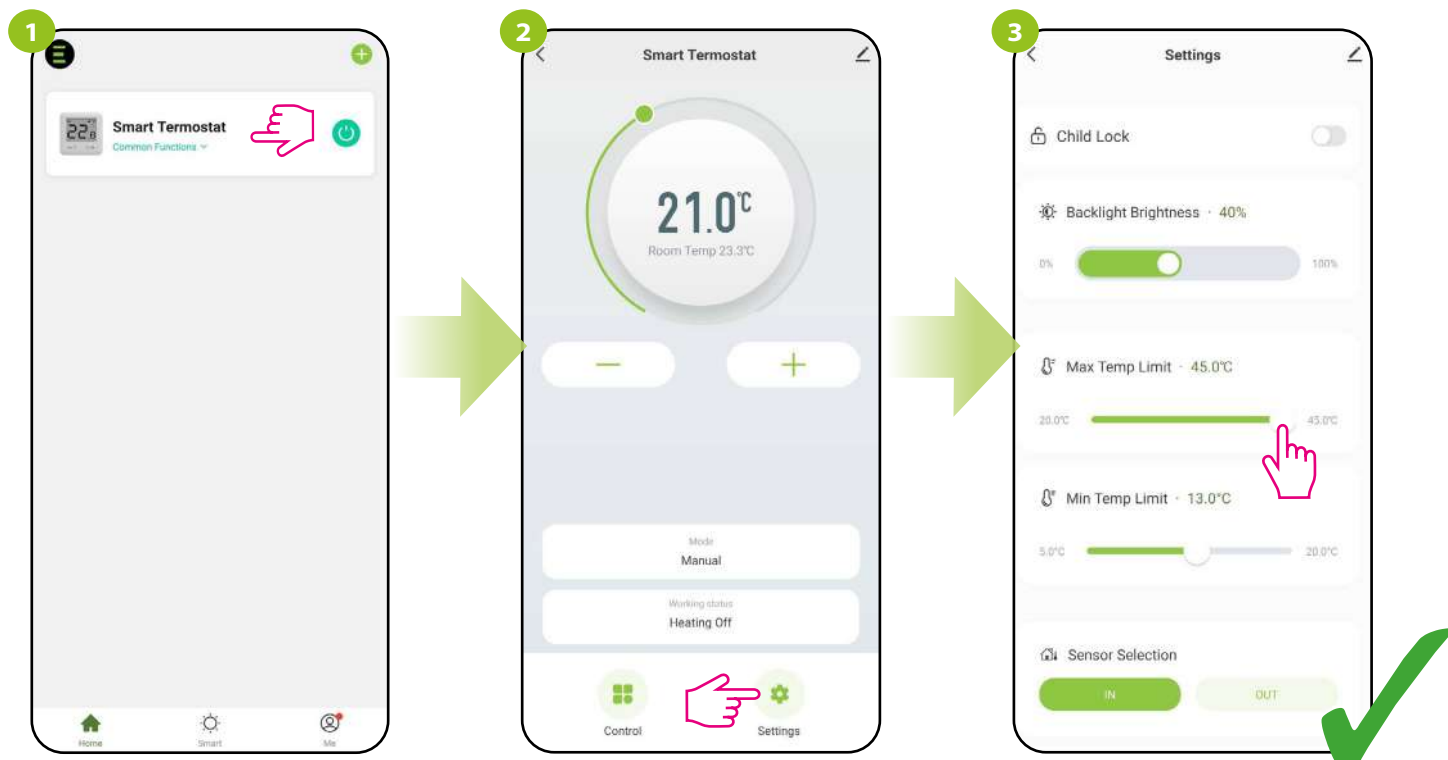 1
E
22.
Smart Termostat
Common Functions
Home
Smart
Me
2
Smart Termostat
21.0℃
Room Temp 23.3℃
Mode
Manual
Working status
Heating Off
Control
Settings
3
Settings
Child Lock
Backlight Brightness · 40%
0%
100%
Max Temp Limit · 45.0℃
20.0℃
45.0℃
Min Temp Limit · 13.0°C
5.0°C
20.0°C
Sensor Selection
IN
OUT